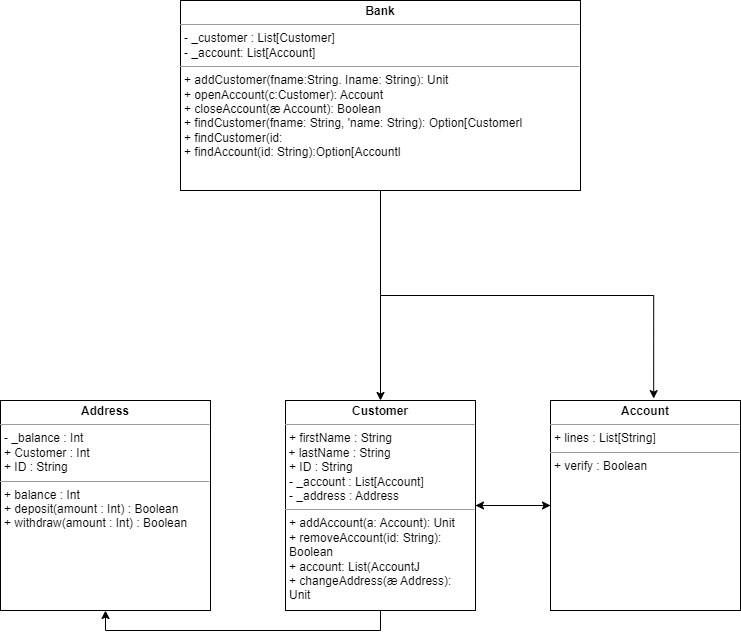 Bank
- _customer : List[Customer]
- _account: List[Account]
+ addCustomer(fname:String. Iname: String): Unit
+ openAccount(c:Customer): Account
+ closeAccount(æ Account): Boolean
+ findCustomer(fname: String, 'name: String): Option[CustomerI
+ findCustomer(id:
+ findAccount(id: String):Option[AccountI
Address
- _balance : Int
+ Customer : Int
+ ID : String
+ balance : Int
+ deposit(amount : Int) : Boolean
+ withdraw(amount : Int) : Boolean
Customer
+ firstName : String
+ lastName : String
+ ID : String
- _account : List[Account]
- _address : Address
+ addAccount(a: Account): Unit
+ removeAccount(id: String):
Boolean
+ account: List(AccountJ
+ changeAddress(æ Address):
Unit
Account
+ lines : List[String]
+ verify : Boolean